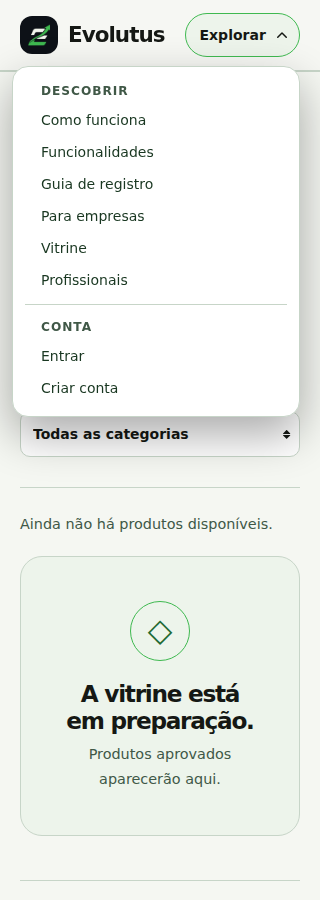 Evolutus
Explorar
DESCOBRIR
Como funciona
Funcionalidades
Guia de registro
Para empresas
Vitrine
Profissionais
CONTA
Entrar
Criar conta
Todas as categorias
Ainda não há produtos disponíveis.
A vitrine está
em preparação.
Produtos aprovados
aparecerão aqui.